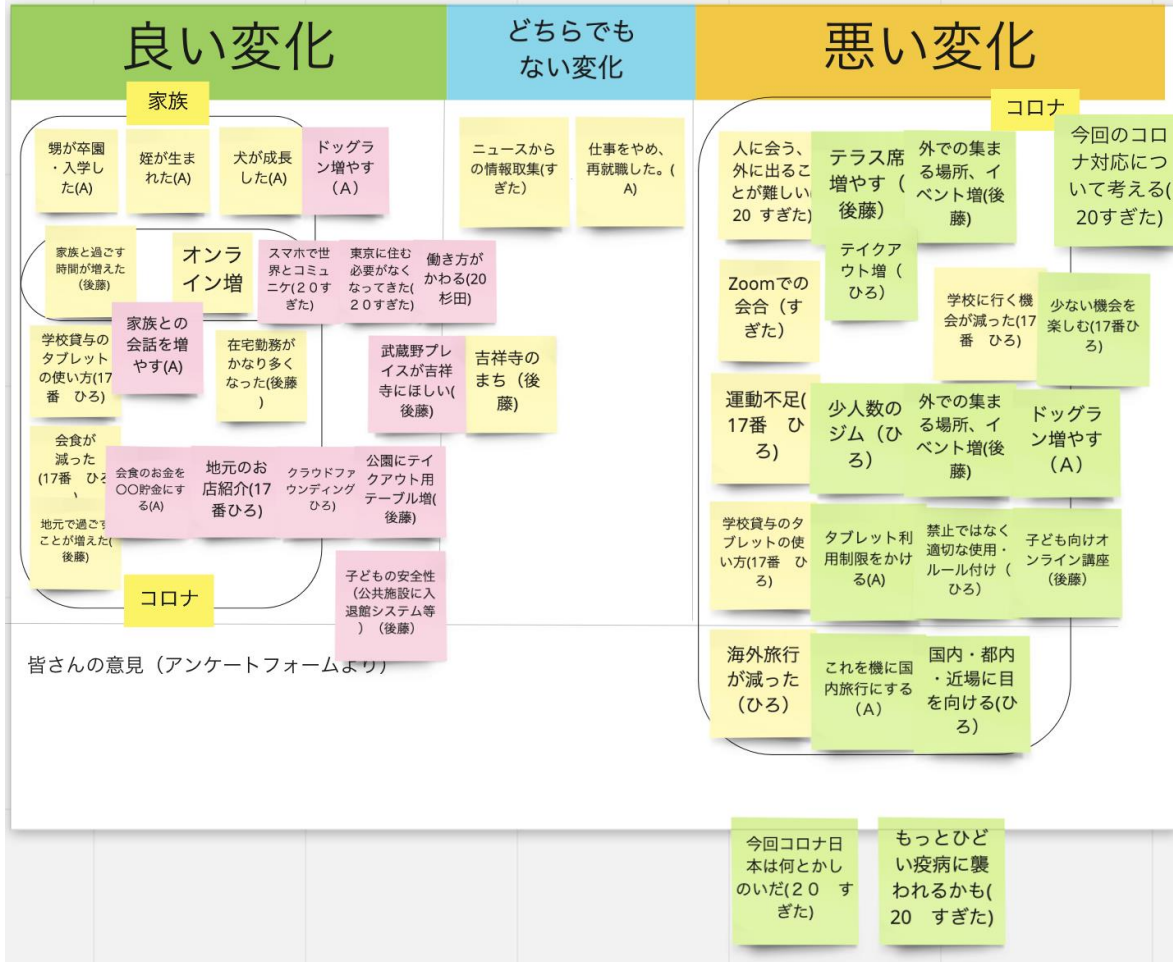 良い変化
どちらでも
ない変化
悪い変化
家族
甥が卒園
・入学し
た(A)
姪が生ま
れた(A)
犬が成長
した(A)
ドッグラ
ン増やす
（A）
家族と過ごす
時間が増えた
（後藤）
オンラ
イン増
スマホで世
界とコミュ
ニケ(２０す
ぎた）
東京に住む
必要がなく
なってきた(
２０すぎた）
働き方が
かわる(20
杉田)
学校貸与の
タブレット
の使い方(17
番　ひろ)
家族との
会話を増
やす(A)
在宅勤務が
かなり多く
なった(後藤
）
武蔵野プレ
イスが吉祥
寺にほしい(
後藤)
吉祥寺の
まち（後
藤）
会食が
減った
(17番　ひろ
)
会食のお金を
〇〇貯金にす
る(A)
地元のお
店紹介(17
番ひろ)
クラウドファ
ウンディング
ひろ）
公園にテイ
クアウト用
テーブル増(
後藤）
地元で過ごす
ことが増えた(
後藤）
コロナ
子どもの安全性
（公共施設に入
退館システム等
）（後藤）
皆さんの意見（アンケートフォームより）
ニュースから
の情報取集(す
ぎた）
仕事をやめ、
再就職した。(
A）
コロナ
人に会う、
外に出るこ
とが難しい(
20 すぎた)
テラス席
増やす（
後藤）
外での集ま
る場所、イ
ベント増(後
藤）
今回のコロ
ナ対応につ
いて考える(
20すぎた)
テイクア
ウト増（
ひろ）
Zoomでの
会合（す
ぎた）
学校に行く機
会が減った(17
番　ひろ)
少ない機会を
楽しむ(17番ひ
ろ)
運動不足(
17番　ひ
ろ）
少人数の
ジム（ひ
ろ）
外での集ま
る場所、イ
ベント増(後
藤)
ドッグラ
ン増やす
（A）
学校貸与のタ
ブレットの使
い方(17番　ひ
ろ)
タブレット利
用制限をかけ
る(A)
禁止ではなく
適切な使用・
ルール付け（
ひろ）
子ども向けオ
ンライン講座
（後藤）
海外旅行
が減った
（ひろ）
これを機に国
内旅行にする
（A）
国内・都内
・近場に目
を向ける(ひ
ろ）
今回コロナ日
本は何とかし
のいだ(２０　す
ぎた)
もっとひど
い疫病に襲
われるかも(
20　すぎた)